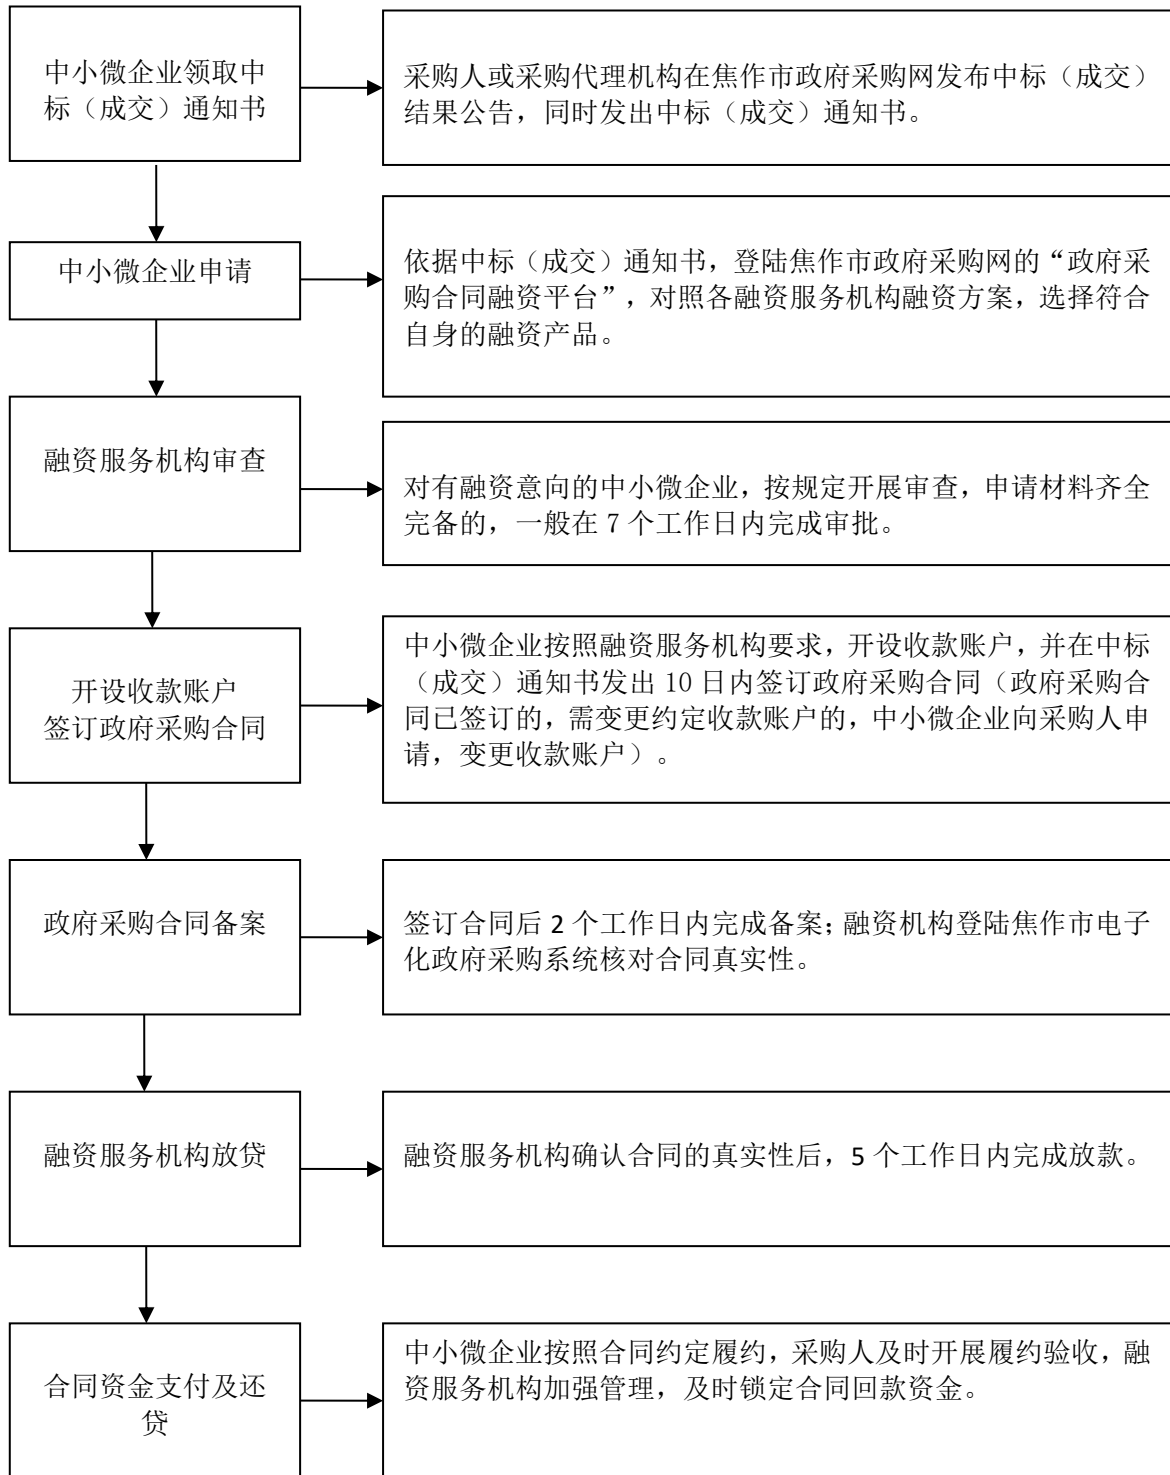 中小微企业领取中
标（成交）通知书
采购人或采购代理机构在焦作市政府采购网发布中标（成交）
结果公告，同时发出中标（成交）通知书。
中小微企业申请
依据中标（成交）通知书，登陆焦作市政府采购网的“政府采
购合同融资平台”，对照各融资服务机构融资方案，选择符合
自身的融资产品。
融资服务机构审查
对有融资意向的中小微企业，按规定开展审查，申请材料齐全
完备的，一般在 7 个工作日内完成审批。
开设收款账户
签订政府采购合同
中小微企业按照融资服务机构要求，开设收款账户，并在中标
（成交）通知书发出 10 日内签订政府采购合同（政府采购合
同已签订的，需变更约定收款账户的，中小微企业向采购人申
请，变更收款账户）。
政府采购合同备案
签订合同后 2 个工作日内完成备案；融资机构登陆焦作市电子
化政府采购系统核对合同真实性。
融资服务机构放贷
融资服务机构确认合同的真实性后，5 个工作日内完成放款。
合同资金支付及还
贷
中小微企业按照合同约定履约，采购人及时开展履约验收，融
资服务机构加强管理，及时锁定合同回款资金。